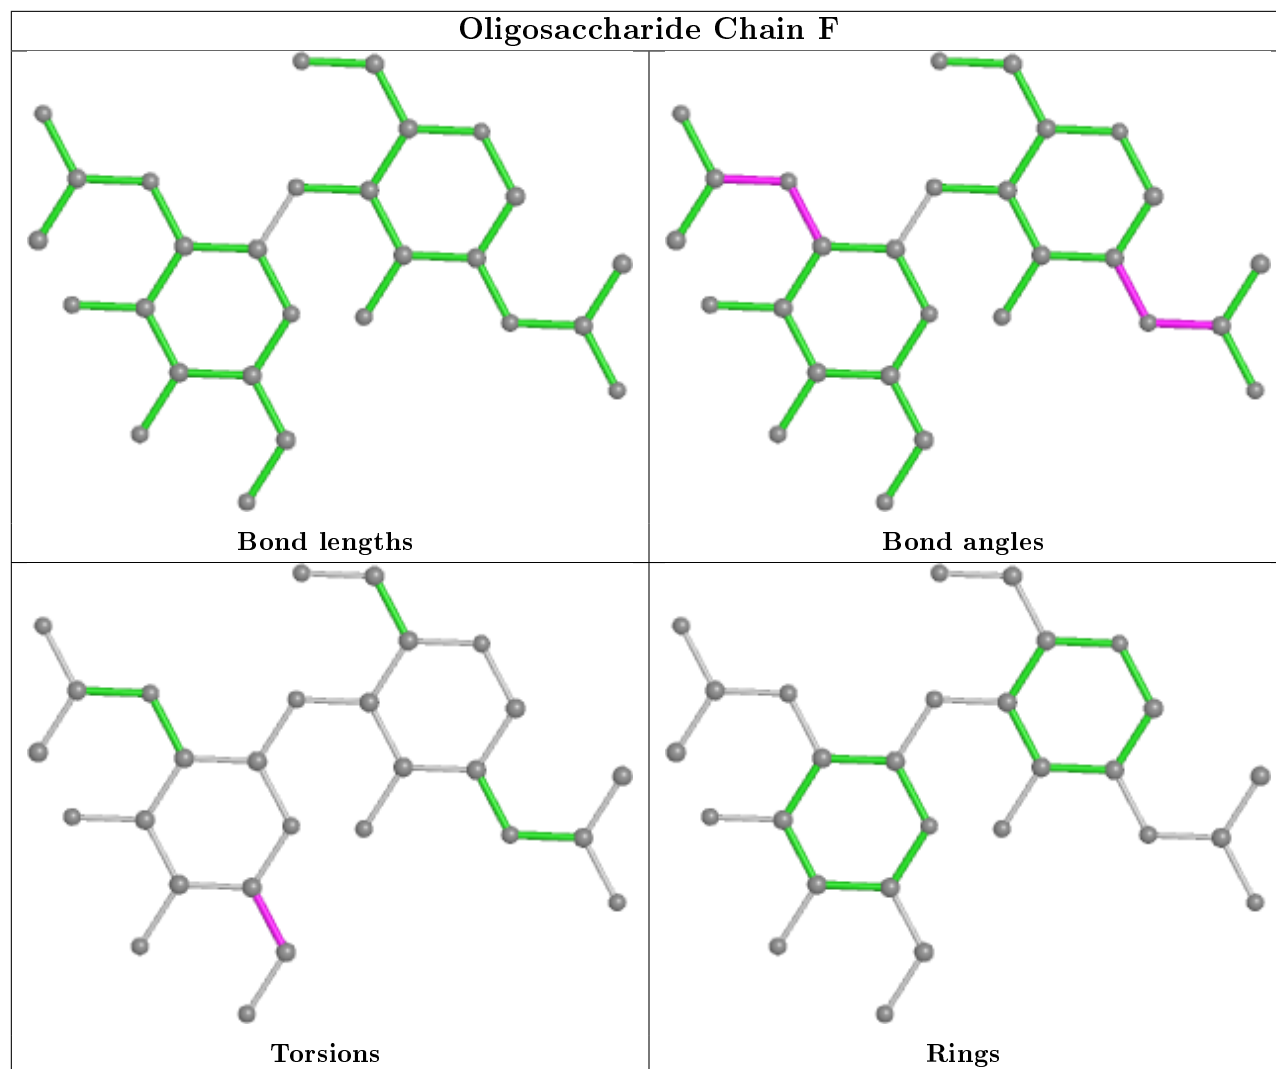 Oligosaccharide Chain F
Bond lengths
Bond angles
Torsions
Rings